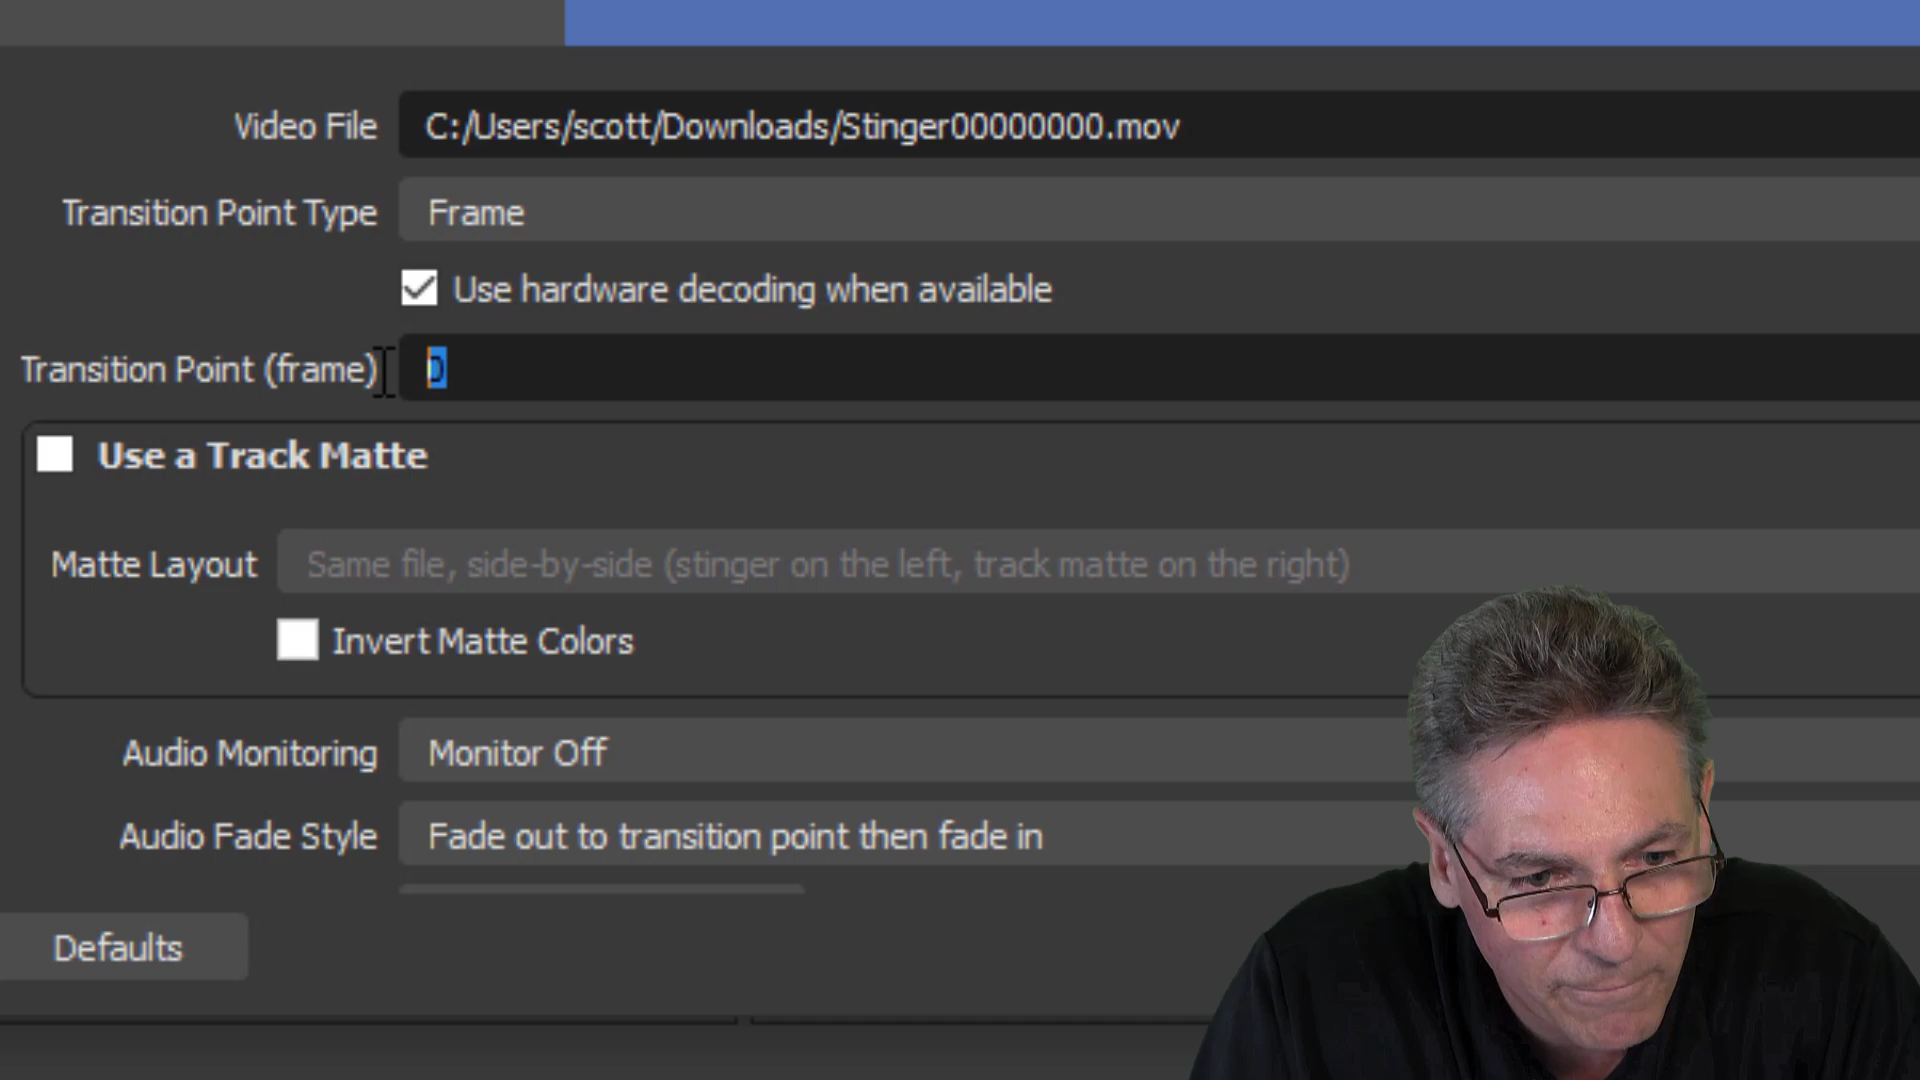 Video File C:/Users/scott/Downloads/Stinger00000000.mov
Transition Point Type Frame
Use hardware decoding when available
Transition Point (frame) 0
Use a Track Matte
Matte Layout Same file, side-by-side (stinger on the left, track matte on the right)
Invert Matte Colors
Audio Monitoring Monitor Off
Audio Fade Style Fade out to transition point then fade in
Defaults